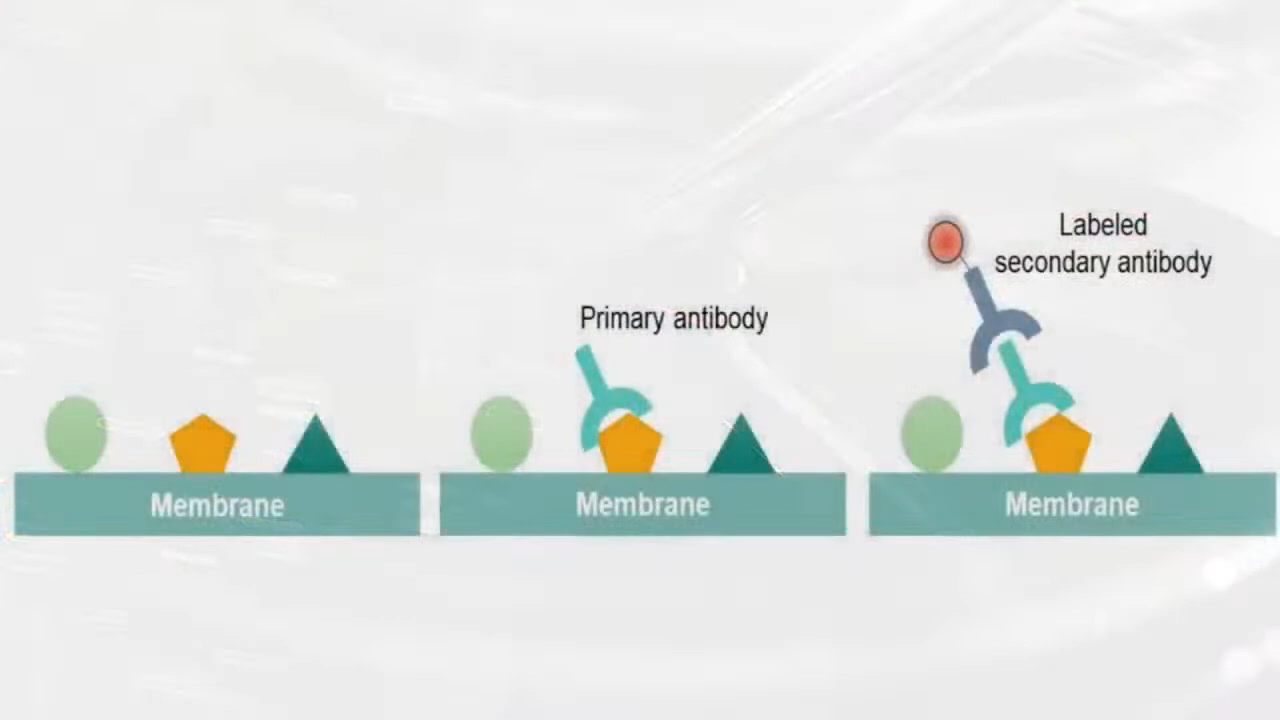 Labeled
secondary antibody
Primary antibody
Membrane
Membrane
Membrane